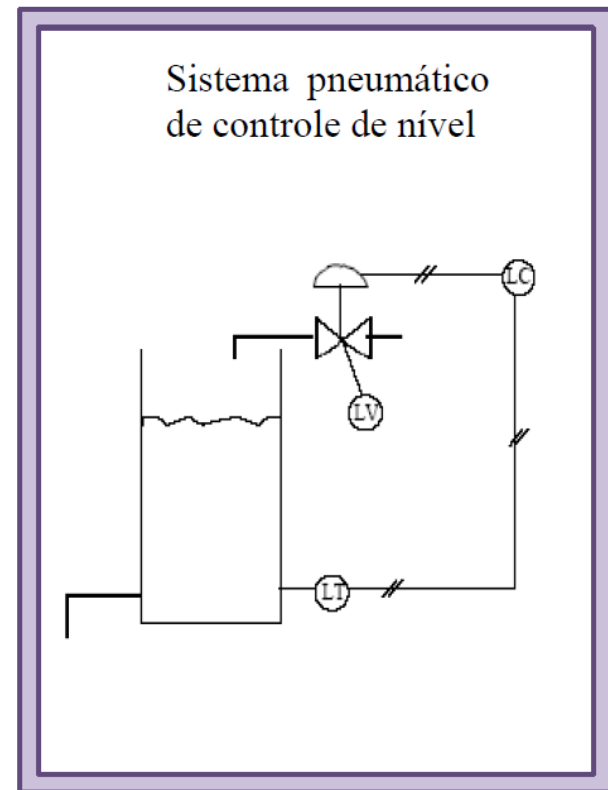 Sistema pneumático
de controle de nível
LC
LV
LT